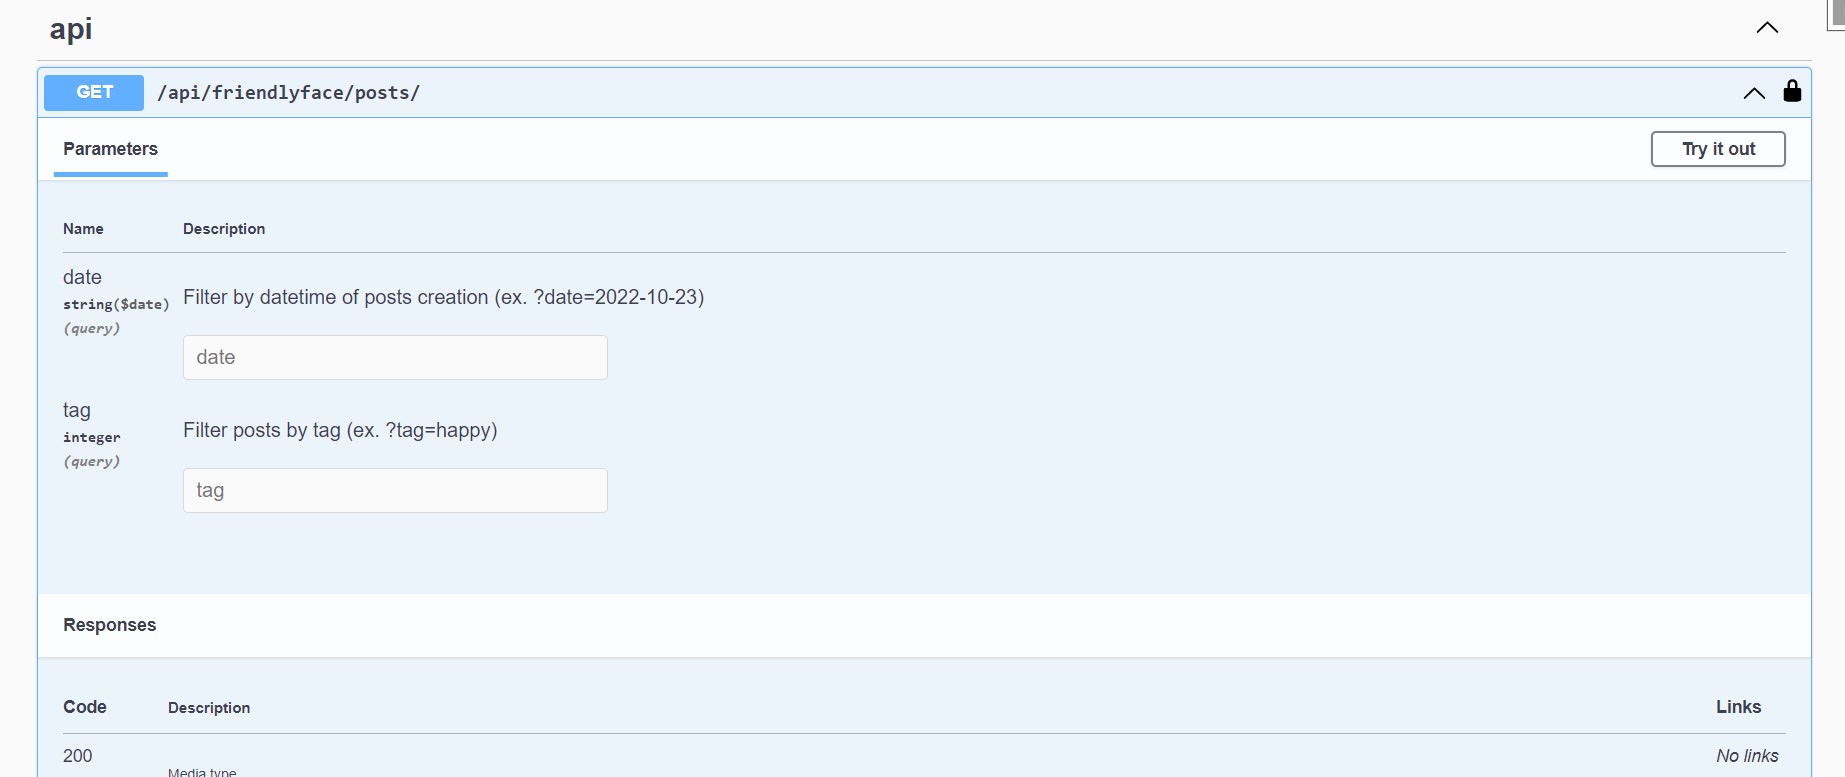 api
GET /api/friendlyface/posts/
Parameters
Try it out
Name Description
date
string($date)
(query)
Filter by datetime of posts creation (ex. ?date=2022-10-23)
date
tag
integer
(query)
Filter posts by tag (ex. ?tag=happy)
tag
Responses
Code Description Links
200 No links
Media type